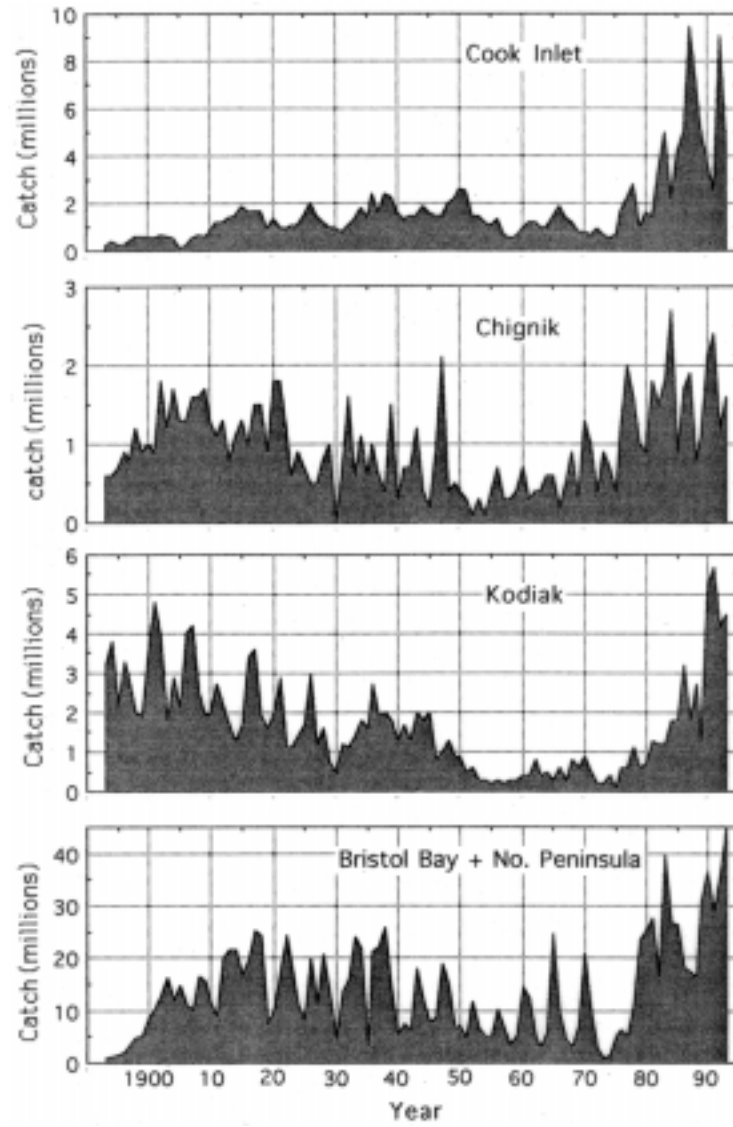 10
8
6
4
2
0
Catch (millions)
Cook Inlet
3
2
1
0
catch (millions)
Chignik
6
5
4
3
2
1
0
Catch (millions)
Kodiak
40
30
20
10
0
Catch (millions)
Bristol Bay + No. Peninsula
1900 10 20 30 40 50 60 70 80 90
Year